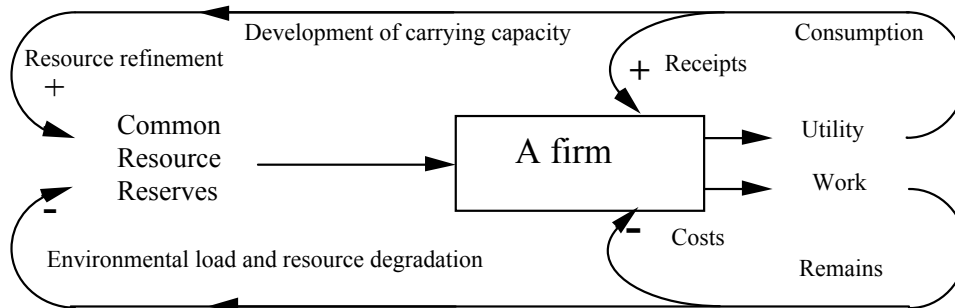 Development of carrying capacity
Consumption
Resource refinement
+
+ Receipts
Common
Resource
Reserves
A firm
Utility
Work
-
- Costs
Environmental load and resource degradation
Remains